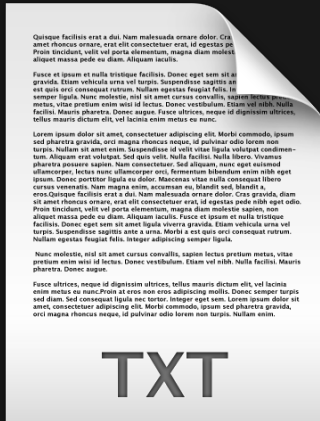 Quisque facilisis erat a dui. Nam malesuada ornare dolor. Cra
amet rhoncus ornare, erat elit consectetuer erat, id egestas pe
Proin tincidunt, velit vel porta elementum, magna diam molest
aliquet massa pede eu diam. Aliquam iaculis.
Fusce et ipsum et nulla tristique facilisis. Donec eget sem sit a
viverra gravida. Etiam vehicula urna vel turpis. Suspendisse sagittis an
est quis orci consequat rutrum. Nullam egestas feugiat felis. In
semper ligula. Nunc molestie, nisl sit amet cursus convallis, sapien lectus pretium
metus, vitae pretium enim wisi id lectus. Donec vestibulum. Etiam vel nibh. Nulla
facilisi. Mauris pharetra. Donec augue. Fusce ultrices, neque id dignissim ultrices,
tellus mauris dictum elit, vel lacinia enim metus eu nunc.
Lorem ipsum dolor sit amet, consectetuer adipiscing elit. Morbi commodo, ipsum
sed pharetra gravida, orci magna rhoncus neque, id pulvinar odio lorem non
turpis. Nullam sit amet enim. Suspendisse id velit vitae ligula volutpat condimen-
tum. Aliquam erat volutpat. Sed quis velit. Nulla facilisi. Nulla libero. Vivamus
pharetra posuere sapien. Nam consectetuer. Sed aliquam, nunc eget euismod
ullamcorper, lectus nunc ullamcorper orci, fermentum bibendum enim nibh eget
ipsum. Donec porttitor ligula eu dolor. Maecenas vitae nulla consequat libero
cursus venenatis. Nam magna enim, accumsan eu, blandit sed, blandit a,
eros.Quisque facilisis erat a dui. Nam malesuada ornare dolor. Cras gravida, diam
sit amet rhoncus ornare, erat elit consectetuer erat, id egestas pede nibh eget odio.
Proin tincidunt, velit vel porta elementum, magna diam molestie sapien, non
aliquet massa pede eu diam. Aliquam iaculis. Fusce et ipsum et nulla tristique
facilisis. Donec eget sem sit amet ligula viverra gravida. Etiam vehicula urna vel
turpis. Suspendisse sagittis ante a urna. Morbi a est quis orci consequat rutrum.
Nullam egestas feugiat felis. Integer adipiscing semper ligula.
Nunc molestie, nisl sit amet cursus convallis, sapien lectus pretium metus, vitae
pretium enim wisi id lectus. Donec vestibulum. Etiam vel nibh. Nulla facilisi. Mauris
pharetra. Donec augue.
Fusce ultrices, neque id dignissim ultrices, tellus mauris dictum elit, vel lacinia
enim metus eu nunc.Proin at eros non eros adipiscing mollis. Donec semper turpis
sed diam. Sed consequat ligula nec tortor. Integer eget sem. Lorem ipsum dolor sit
amet, consectetuer adipiscing elit. Morbi commodo, ipsum sed pharetra gravida,
orci magna rhoncus neque, id pulvinar odio lorem non turpis. Nullam enim.
TXT